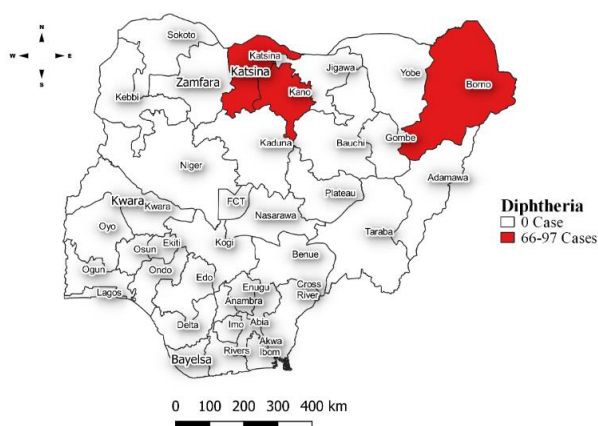 N
W E
S
Sokoto
Katsina
Katsina
Zamfara
Jigawa
Yobe
Borno
Kebbi
Kano
Kaduna
Bauchi
Gombe
Niger
Adamawa
Kwara
Kwara
FCT
Plateau
Nasarawa
Taraba
Oyo
Osun
Ekiti
Kogi
Benue
Ogun
Ondo
Edo
Lagos
Enugu
Anambra
Cross
River
Delta
Imo
Abia
Bayelsa
Rivers
Akwa
Ibom
Diphtheria
0 Case
66-97 Cases
0 100 200 300 400 km